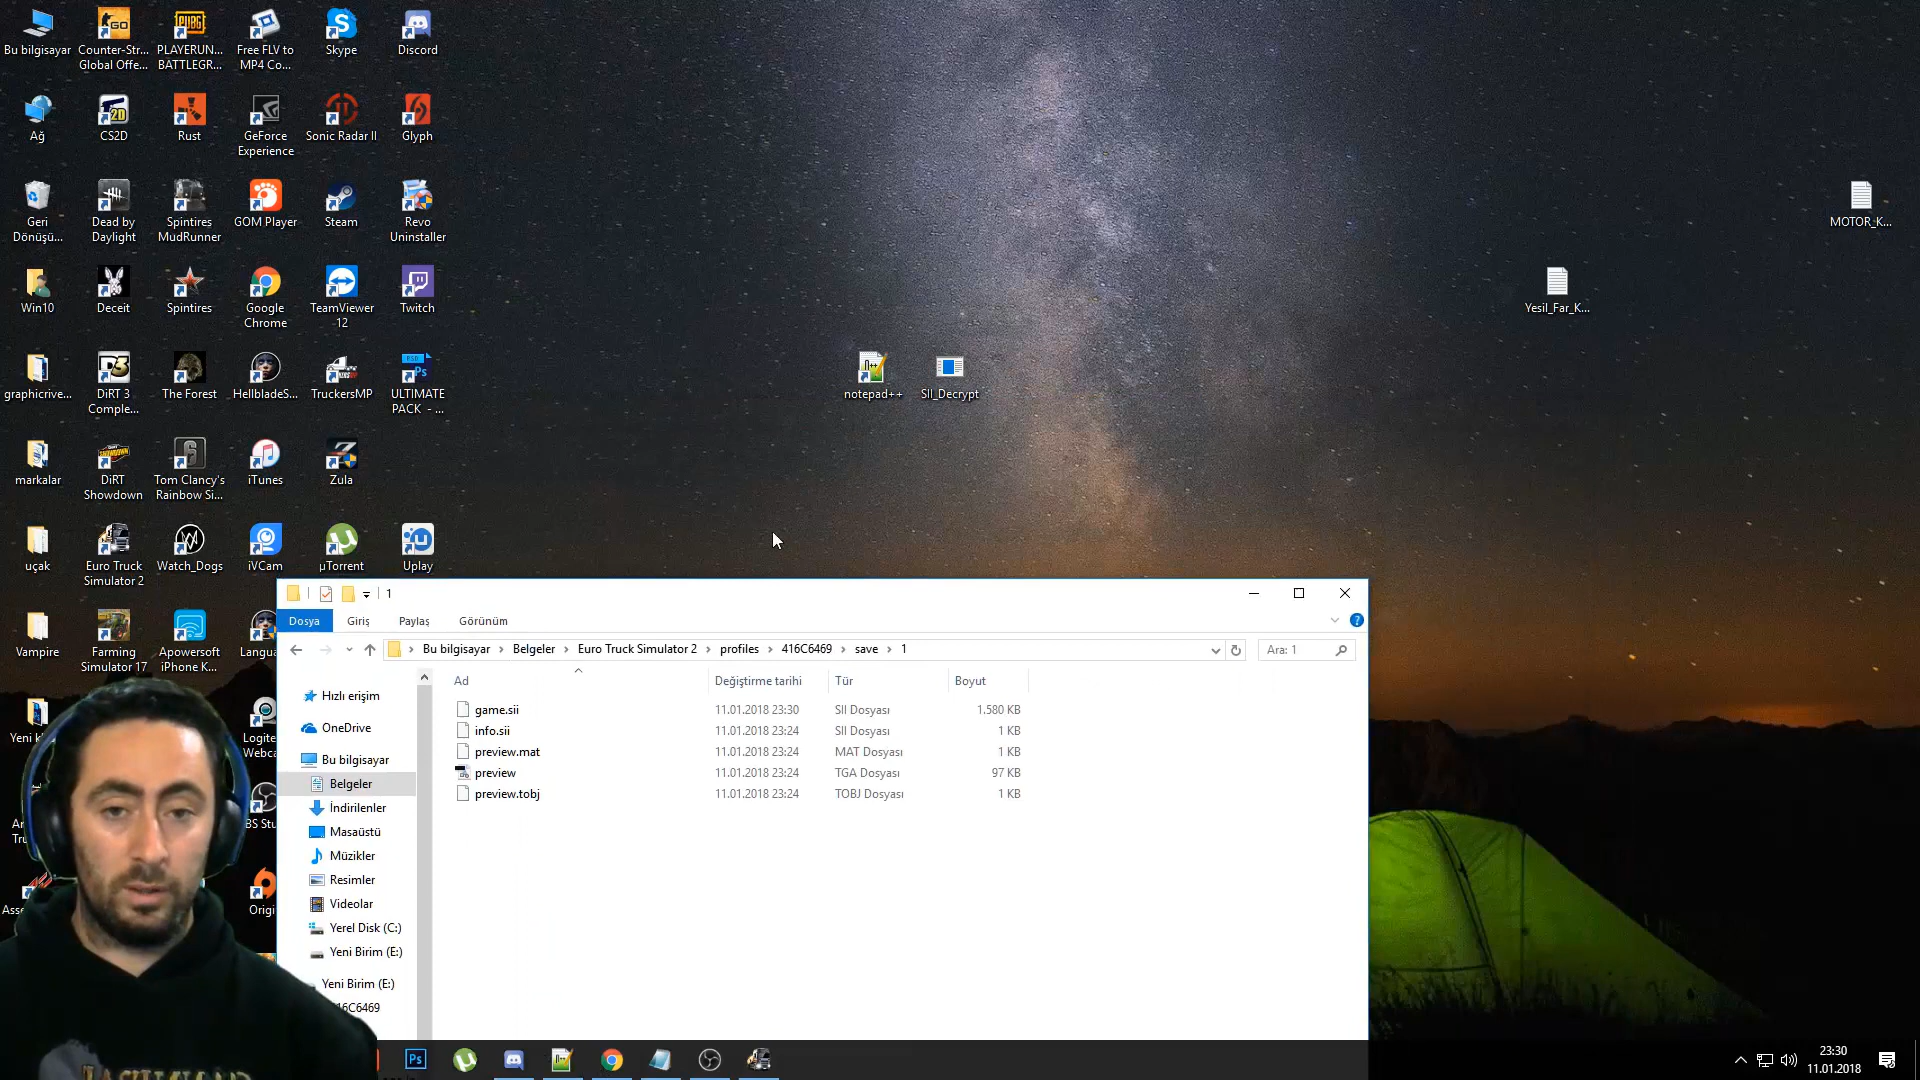 Bu bilgisayar
Counter-Str...
Global Offe...
PLAYERUN...
BATTLEGR...
Free FLV to
MP4 Co...
Skype
Discord
Ağ
CS2D
Rust
GeForce
Experience
Sonic Radar II
Glyph
Geri
Dönüşü...
Dead by
Daylight
Spintires
MudRunner
GOM Player
Steam
Revo
Uninstaller
MOTOR_K...
Win10
Deceit
Spintires
Google
Chrome
TeamViewer
12
Twitch
Yesil_Far_K...
graphicrive...
DiRT 3
Comple...
The Forest
HellbladeS...
TruckersMP
ULTIMATE
PACK - ...
notepad++
SII_Decrypt
markalar
DiRT
Showdown
Tom Clancy's
Rainbow Si...
iTunes
Zula
uçak
Euro Truck
Simulator 2
Watch_Dogs
iVCam
µTorrent
Uplay
Vampire
Farming
Simulator 17
Apowersoft
iPhone K...
Langua
1
Dosya
Giriş
Paylaş
Görünüm
Bu bilgisayar
Belgeler
Euro Truck Simulator 2
profiles
416C6469
save
1
Ara: 1
Ad
Değiştirme tarihi
Tür
Boyut
game.sii 11.01.2018 23:30 SII Dosyası 1.580 KB
info.sii 11.01.2018 23:24 SII Dosyası 1 KB
preview.mat 11.01.2018 23:24 MAT Dosyası 1 KB
preview 11.01.2018 23:24 TGA Dosyası 97 KB
preview.tobj 11.01.2018 23:24 TOBJ Dosyası 1 KB
Hızlı erişim
OneDrive
Bu bilgisayar
Belgeler
İndirilenler
Masaüstü
Müzikler
Resimler
Videolar
Yerel Disk (C:)
Yeni Birim (E:)
Yeni Birim (E:)
16C6469
Logite
Webca
BS Stu
Origi
23:30
11.01.2018